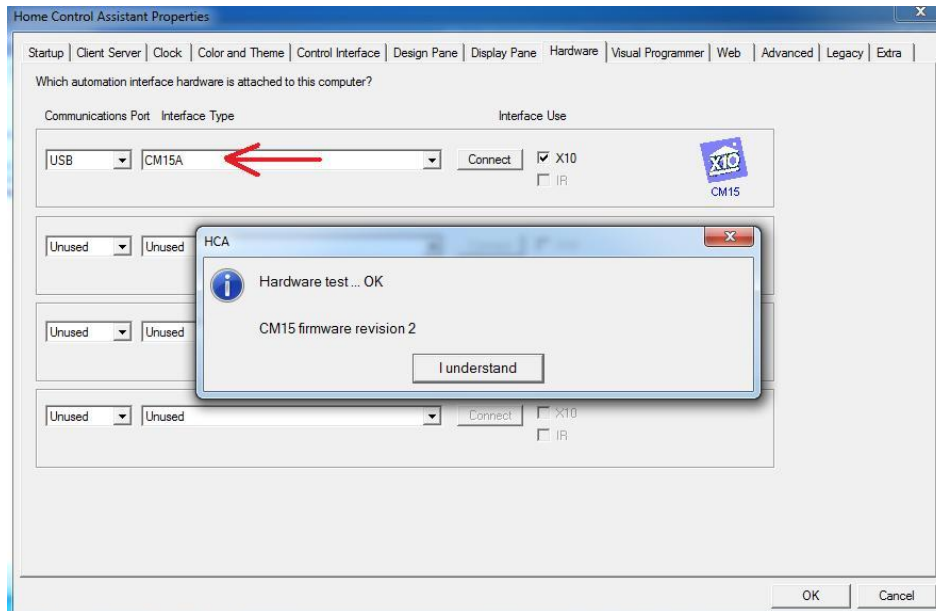 Home Control Assistant Properties
Startup Client Server Clock Color and Theme Control Interface Design Pane Display Pane Hardware Visual Programmer Web Advanced Legacy Extra
Which automation interface hardware is attached to this computer?
Communications Port Interface Type Interface Use
USB CM15A Connect X10
IR
X10
CM15
Unused Unused
HCA
Hardware test ... OK
CM15 firmware revision 2
I understand
Unused Unused
Unused Unused Connect X10
IR
OK Cancel